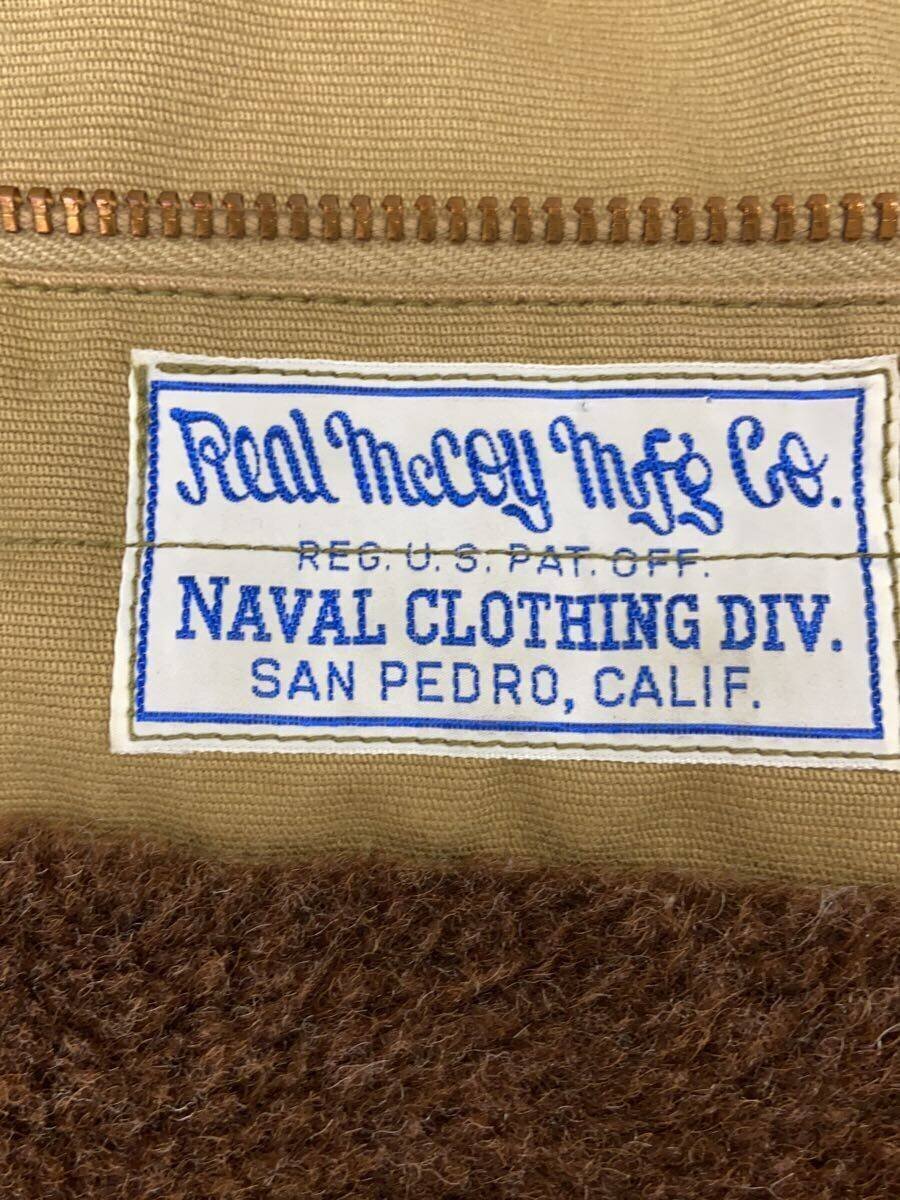 Real McCoy Mfg Co.
REG. U. S. PAT. OFF.
NAVAL CLOTHING DIV.
SAN PEDRO, CALIF.